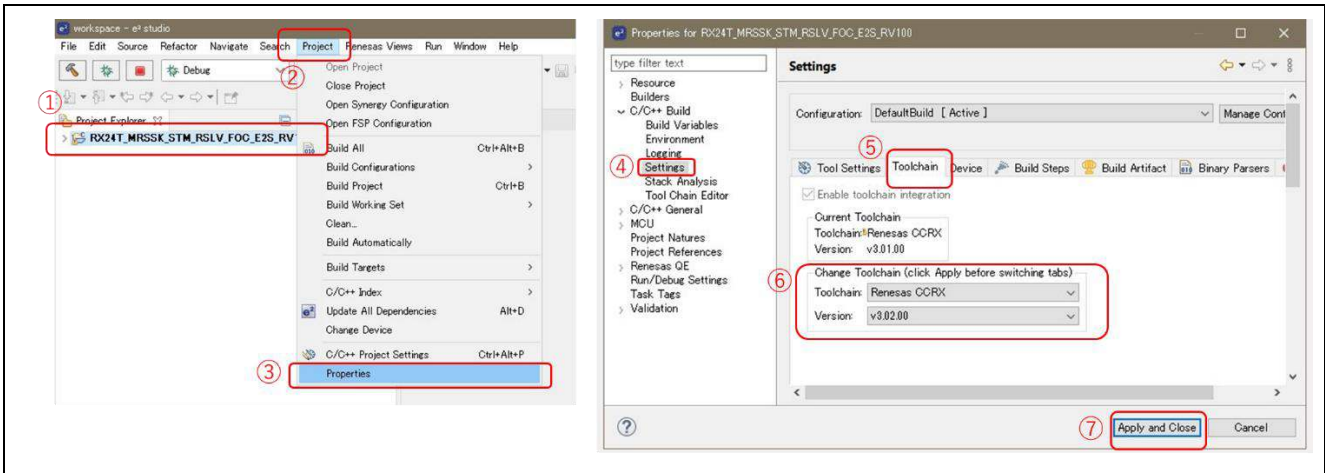 workspace - e² studio
File Edit Source Refactor Navigate Search Project Renesas Views Run Window Help
Debug
②
①
Project Explorer
RX24T_MRSSK_STM_RSLV_FOC_E2S_RV1
Open Project
Close Project
Open Synergy Configuration
Open FSP Configuration
Build All Ctrl+Alt+B
Build Configurations >
Build Project Ctrl+B
Build Working Set >
Clean...
Build Automatically
Build Targets >
C/C++ Index >
Update All Dependencies Alt+D
Change Device
C/C++ Project Settings Ctrl+Alt+P
③ Properties
Properties for RX24T_MRSSK_STM_RSLV_FOC_E2S_RV100
type filter text
Resource
Builders
C/C++ Build
Build Variables
Environment
Logging
④ Settings
Stack Analysis
Tool Chain Editor
C/C++ General
MCU
Project Natures
Project References
Renesas QE
Run/Debug Settings
Task Tags
Validation
Settings
Configuration: DefaultBuild [ Active ] Manage Conf
⑤
Tool Settings Toolchain Device Build Steps Build Artifact Binary Parsers
Enable toolchain integration
Current Toolchain
Toolchain: Renesas CCRX
Version: v3.01.00
⑥ Change Toolchain (click Apply before switching tabs)
Toolchain: Renesas CCRX
Version: v3.02.00
⑦ Apply and Close Cancel